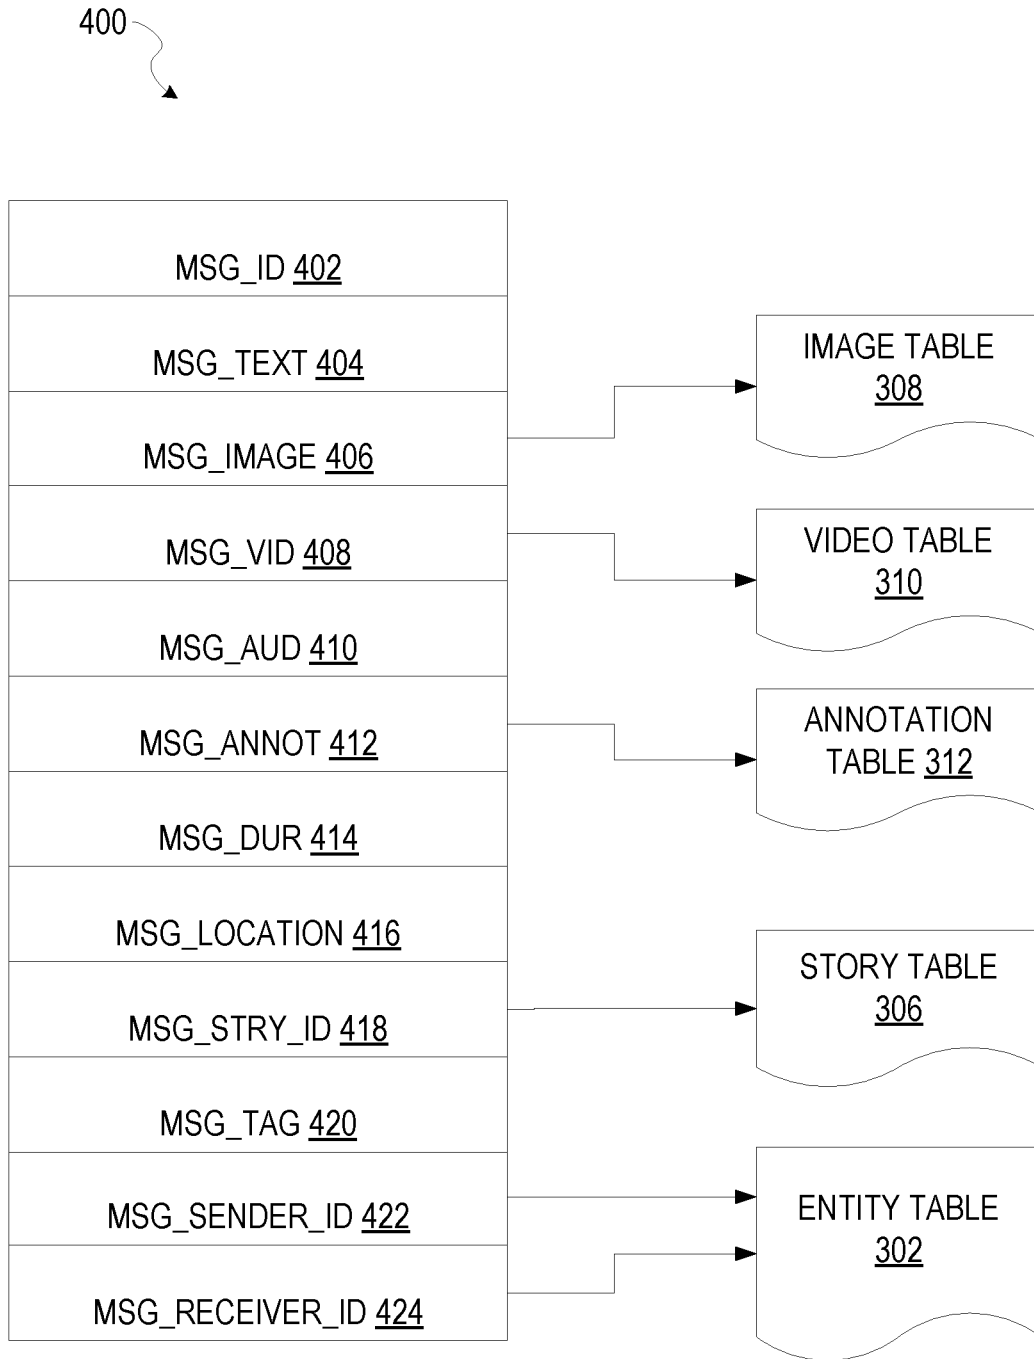 400
MSG_ID 402
MSG_TEXT 404
MSG_IMAGE 406
MSG_VID 408
MSG_AUD 410
MSG_ANNOT 412
MSG_DUR 414
MSG_LOCATION 416
MSG_STRY_ID 418
MSG_TAG 420
MSG_SENDER_ID 422
MSG_RECEIVER_ID 424
IMAGE TABLE
308
VIDEO TABLE
310
ANNOTATION
TABLE 312
STORY TABLE
306
ENTITY TABLE
302